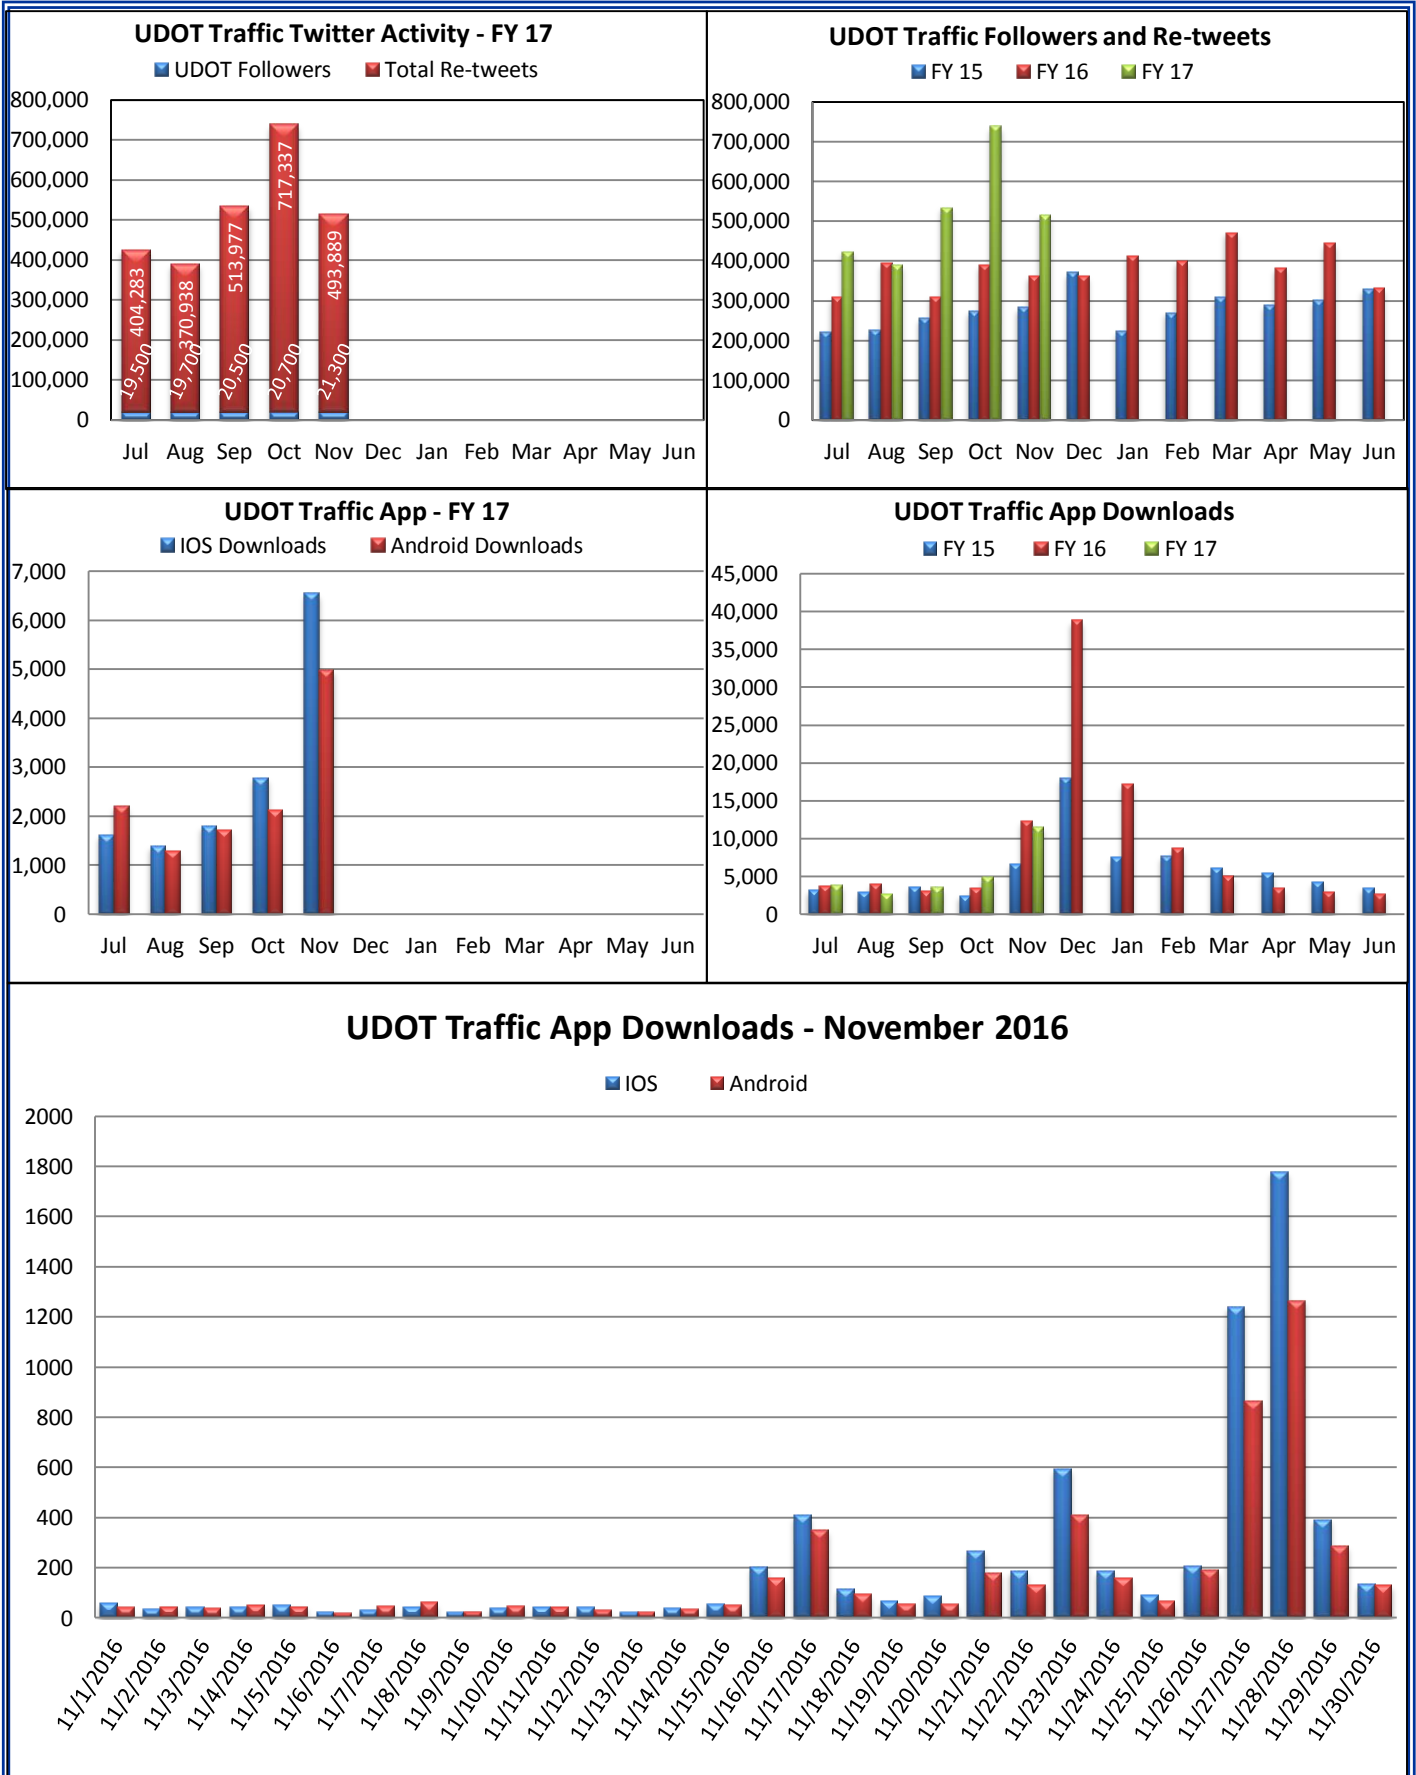 UDOT Traffic Twitter Activity - FY 17
UDOT Followers Total Re-tweets
800,000
700,000
600,000
500,000
400,000
300,000
200,000
100,000
0
404,283 370,938 513,977 717,337 493,889
19,500 19,700 20,500 20,700 21,300
Jul Aug Sep Oct Nov Dec Jan Feb Mar Apr May Jun
UDOT Traffic Followers and Re-tweets
FY 15 FY 16 FY 17
800,000
700,000
600,000
500,000
400,000
300,000
200,000
100,000
0
Jul Aug Sep Oct Nov Dec Jan Feb Mar Apr May Jun
UDOT Traffic App - FY 17
IOS Downloads Android Downloads
7,000
6,000
5,000
4,000
3,000
2,000
1,000
0
Jul Aug Sep Oct Nov Dec Jan Feb Mar Apr May Jun
UDOT Traffic App Downloads
FY 15 FY 16 FY 17
45,000
40,000
35,000
30,000
25,000
20,000
15,000
10,000
5,000
0
Jul Aug Sep Oct Nov Dec Jan Feb Mar Apr May Jun
UDOT Traffic App Downloads - November 2016
IOS Android
2000
1800
1600
1400
1200
1000
800
600
400
200
0
11/1/2016 11/2/2016 11/3/2016 11/4/2016 11/5/2016 11/6/2016 11/7/2016 11/8/2016 11/9/2016 11/10/2016 11/11/2016 11/12/2016 11/13/2016 11/14/2016 11/15/2016 11/16/2016 11/17/2016 11/18/2016 11/19/2016 11/20/2016 11/21/2016 11/22/2016 11/23/2016 11/24/2016 11/25/2016 11/26/2016 11/27/2016 11/28/2016 11/29/2016 11/30/2016